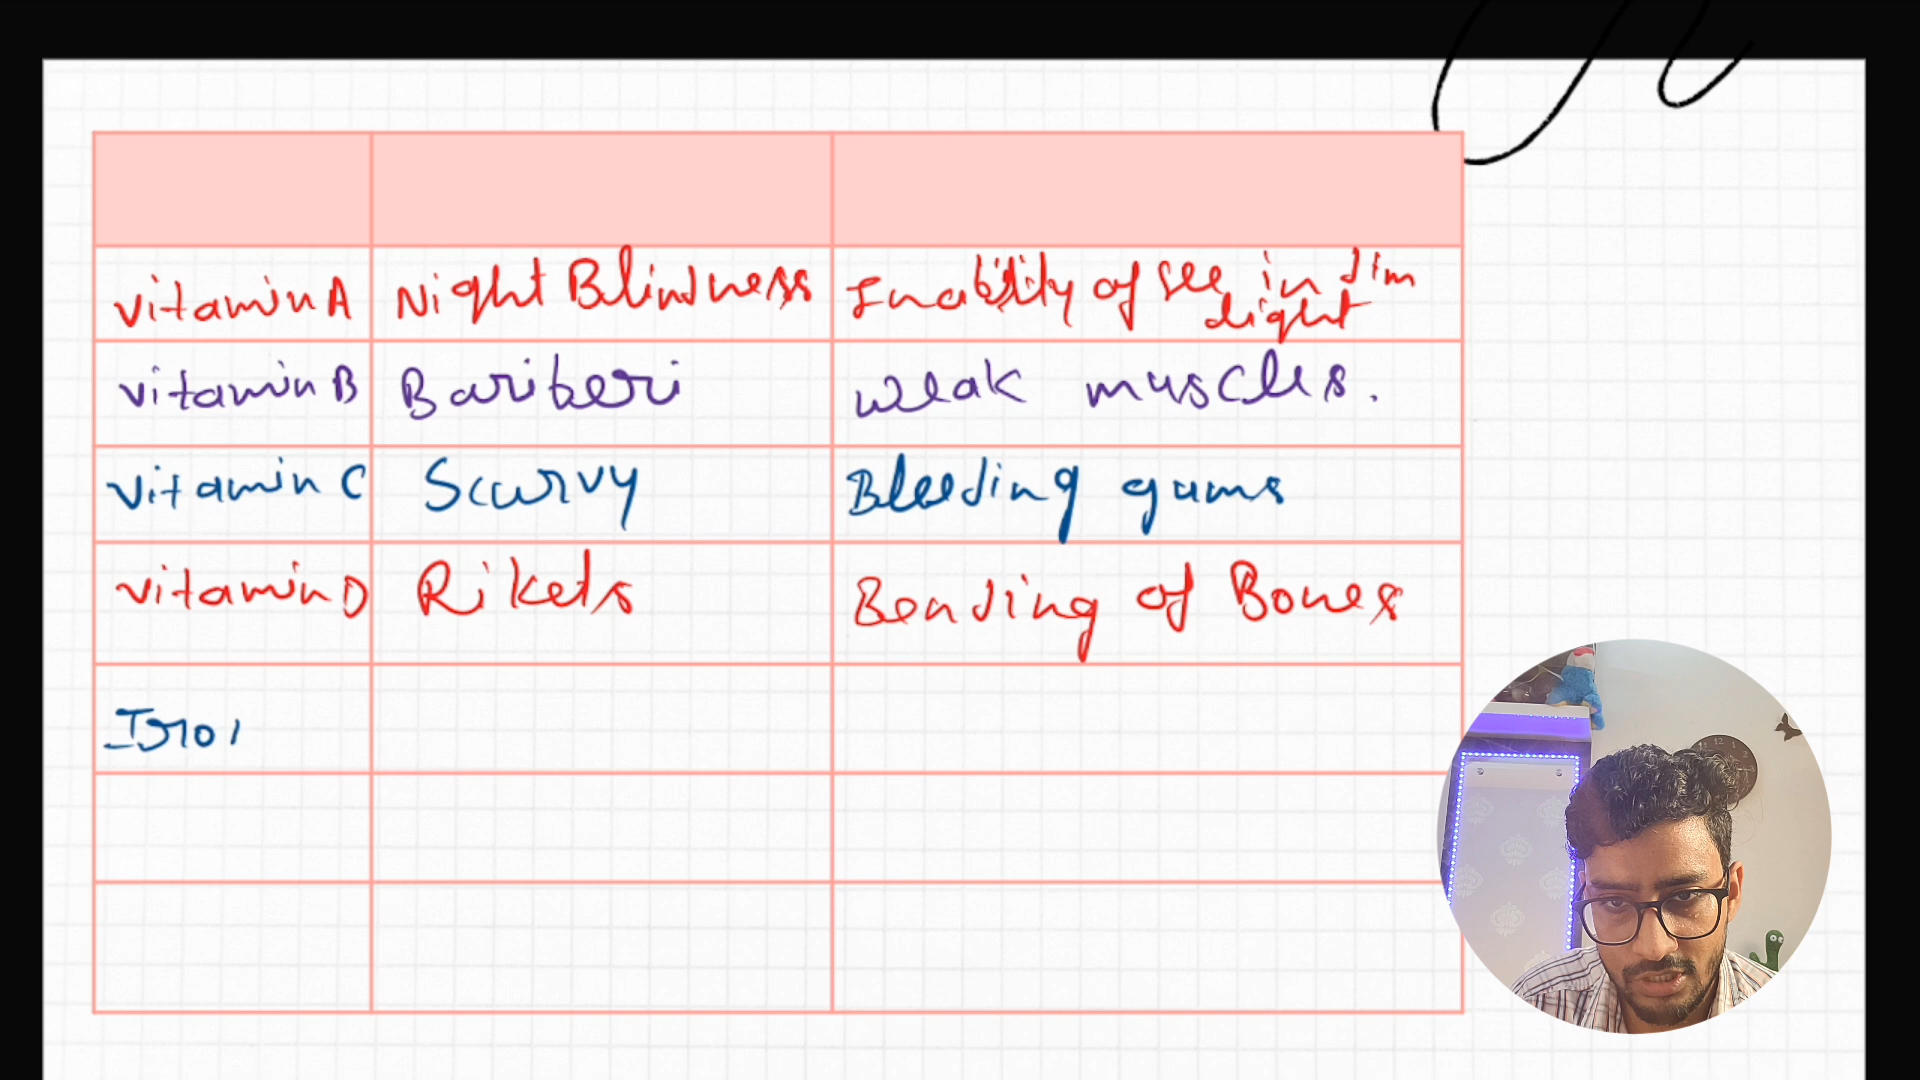 Vitamin A Night Blindness Inability of see in dim
light
Vitamin B Bariberi weak muscles.
Vitamin C Scurvy Bleeding gums
Vitamin D Rikets Bending of Bones
Iro